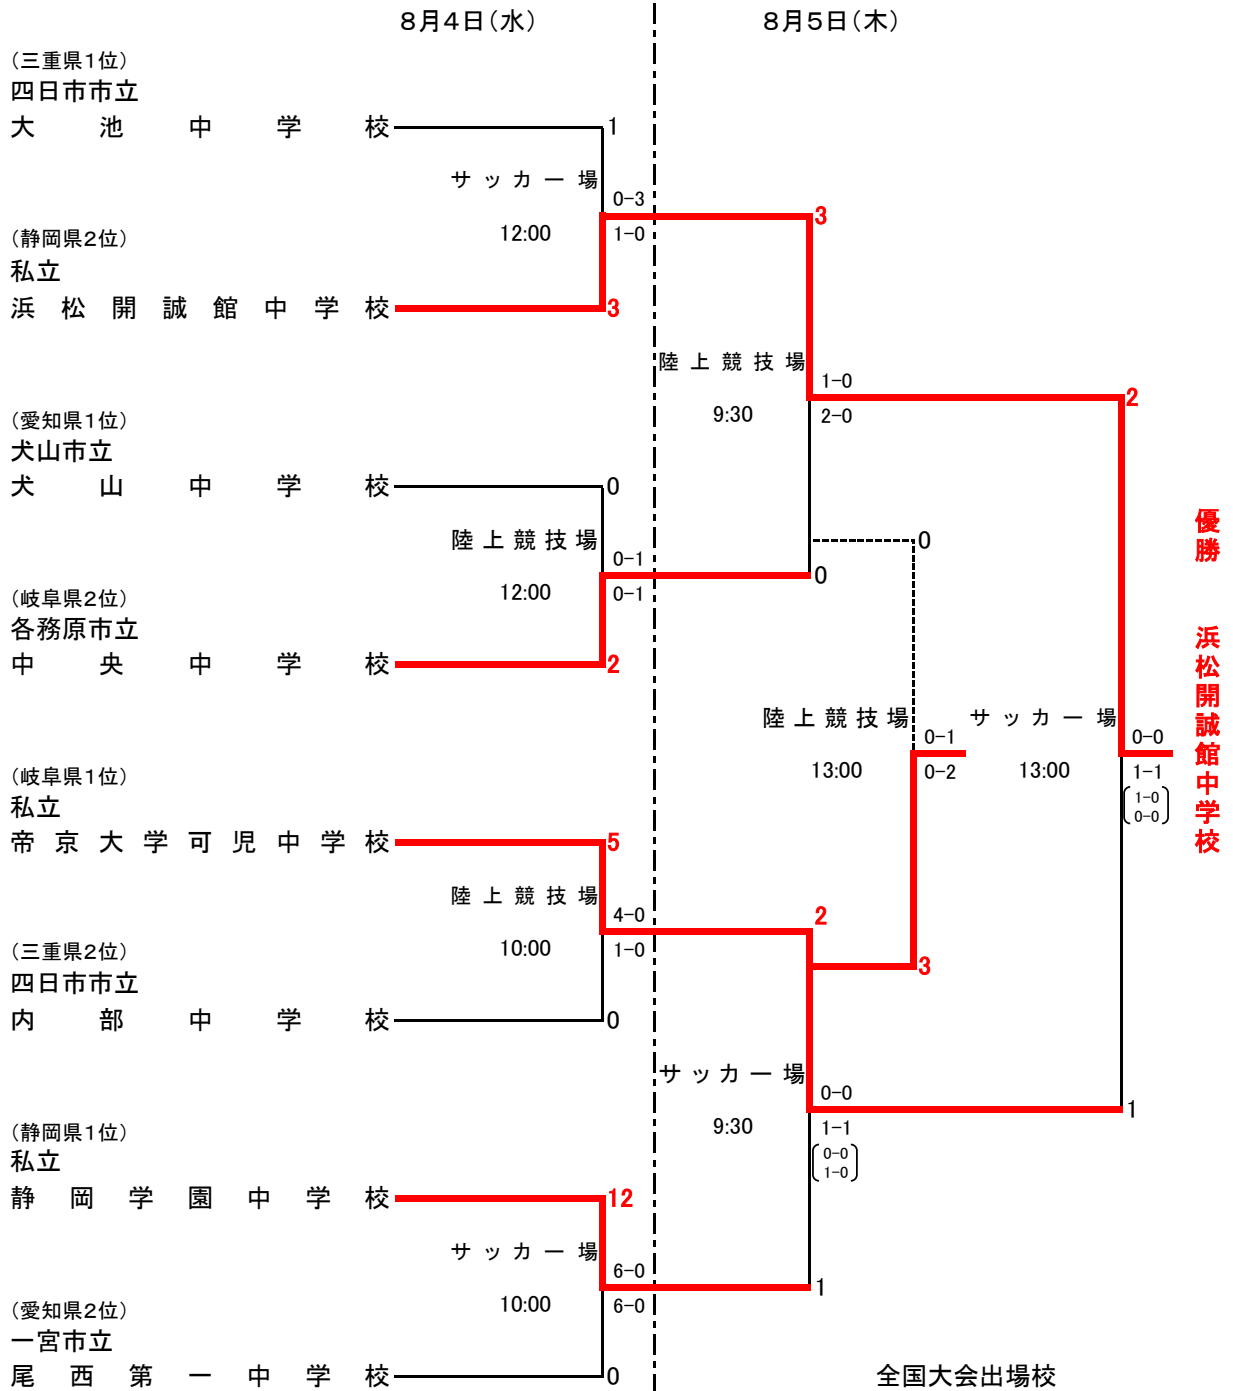 8月4日(水)
8月5日(木)
(三重県1位)
四日市市立
大池中学校
1
サッカー場
0-3
12:00
1-0
3
(静岡県2位)
私立
浜松開誠館中学校
3
陸上競技場
1-0
9:30
2-0
2
(愛知県1位)
犬山市立
犬山中学校
0
陸上競技場
0-1
12:00
0-1
0
0
(岐阜県2位)
各務原市立
中央中学校
2
陸上競技場
0-1
13:00
0-2
サッカー場
0-0
13:00
1-1
1-0
0-0
優勝 浜松開誠館中学校
(岐阜県1位)
私立
帝京大学可児中学校
5
陸上競技場
4-0
10:00
1-0
2
3
(三重県2位)
四日市市立
内部中学校
0
サッカー場
0-0
9:30
1-1
0-0
1-0
1
(静岡県1位)
私立
静岡学園中学校
12
サッカー場
6-0
10:00
6-0
1
(愛知県2位)
一宮市立
尾西第一中学校
0
全国大会出場校